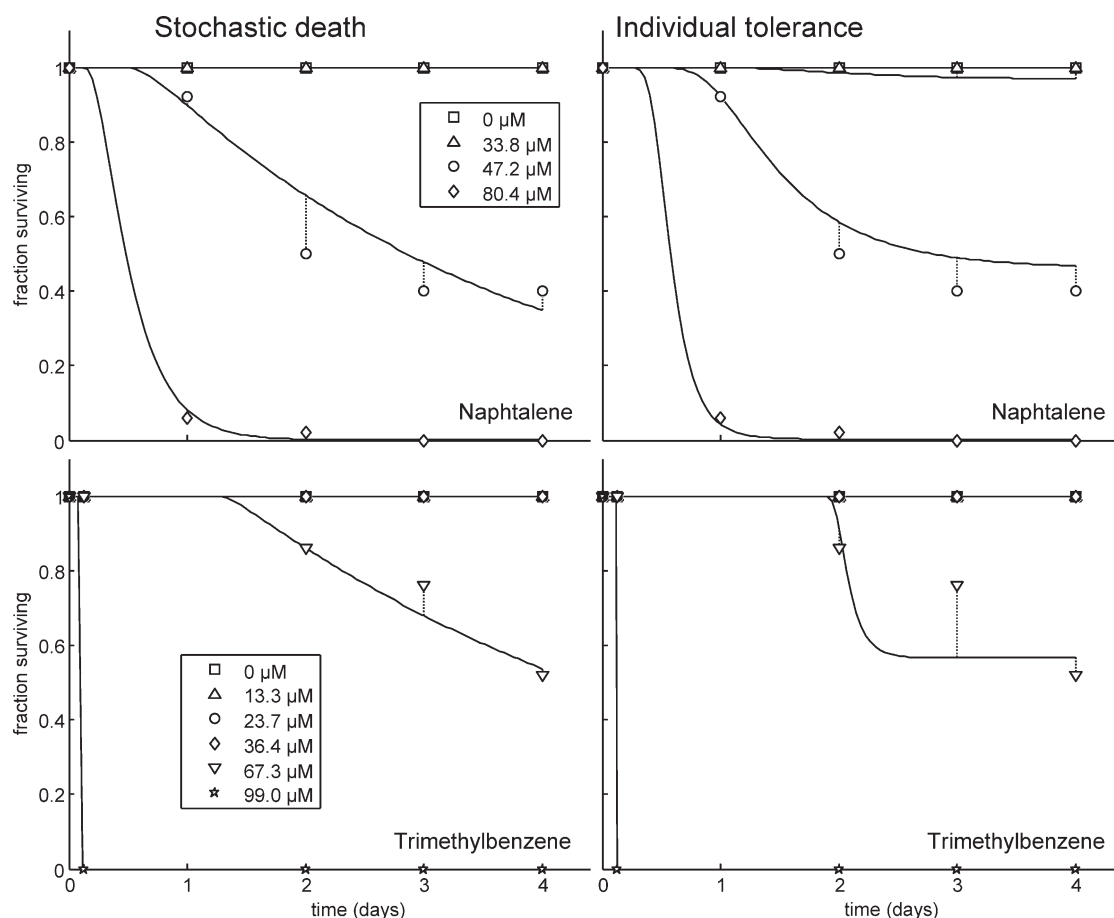 Stochastic death
Individual tolerance
fraction surviving
1
0.8
0.6
0.4
0.2
0
0 µM
33.8 µM
47.2 µM
80.4 µM
Naphtalene
Naphtalene
fraction surviving
1
0.8
0.6
0.4
0.2
0
0 µM
13.3 µM
23.7 µM
36.4 µM
67.3 µM
99.0 µM
Trimethylbenzene
Trimethylbenzene
0 1 2 3 4
0 1 2 3 4
time (days)
time (days)